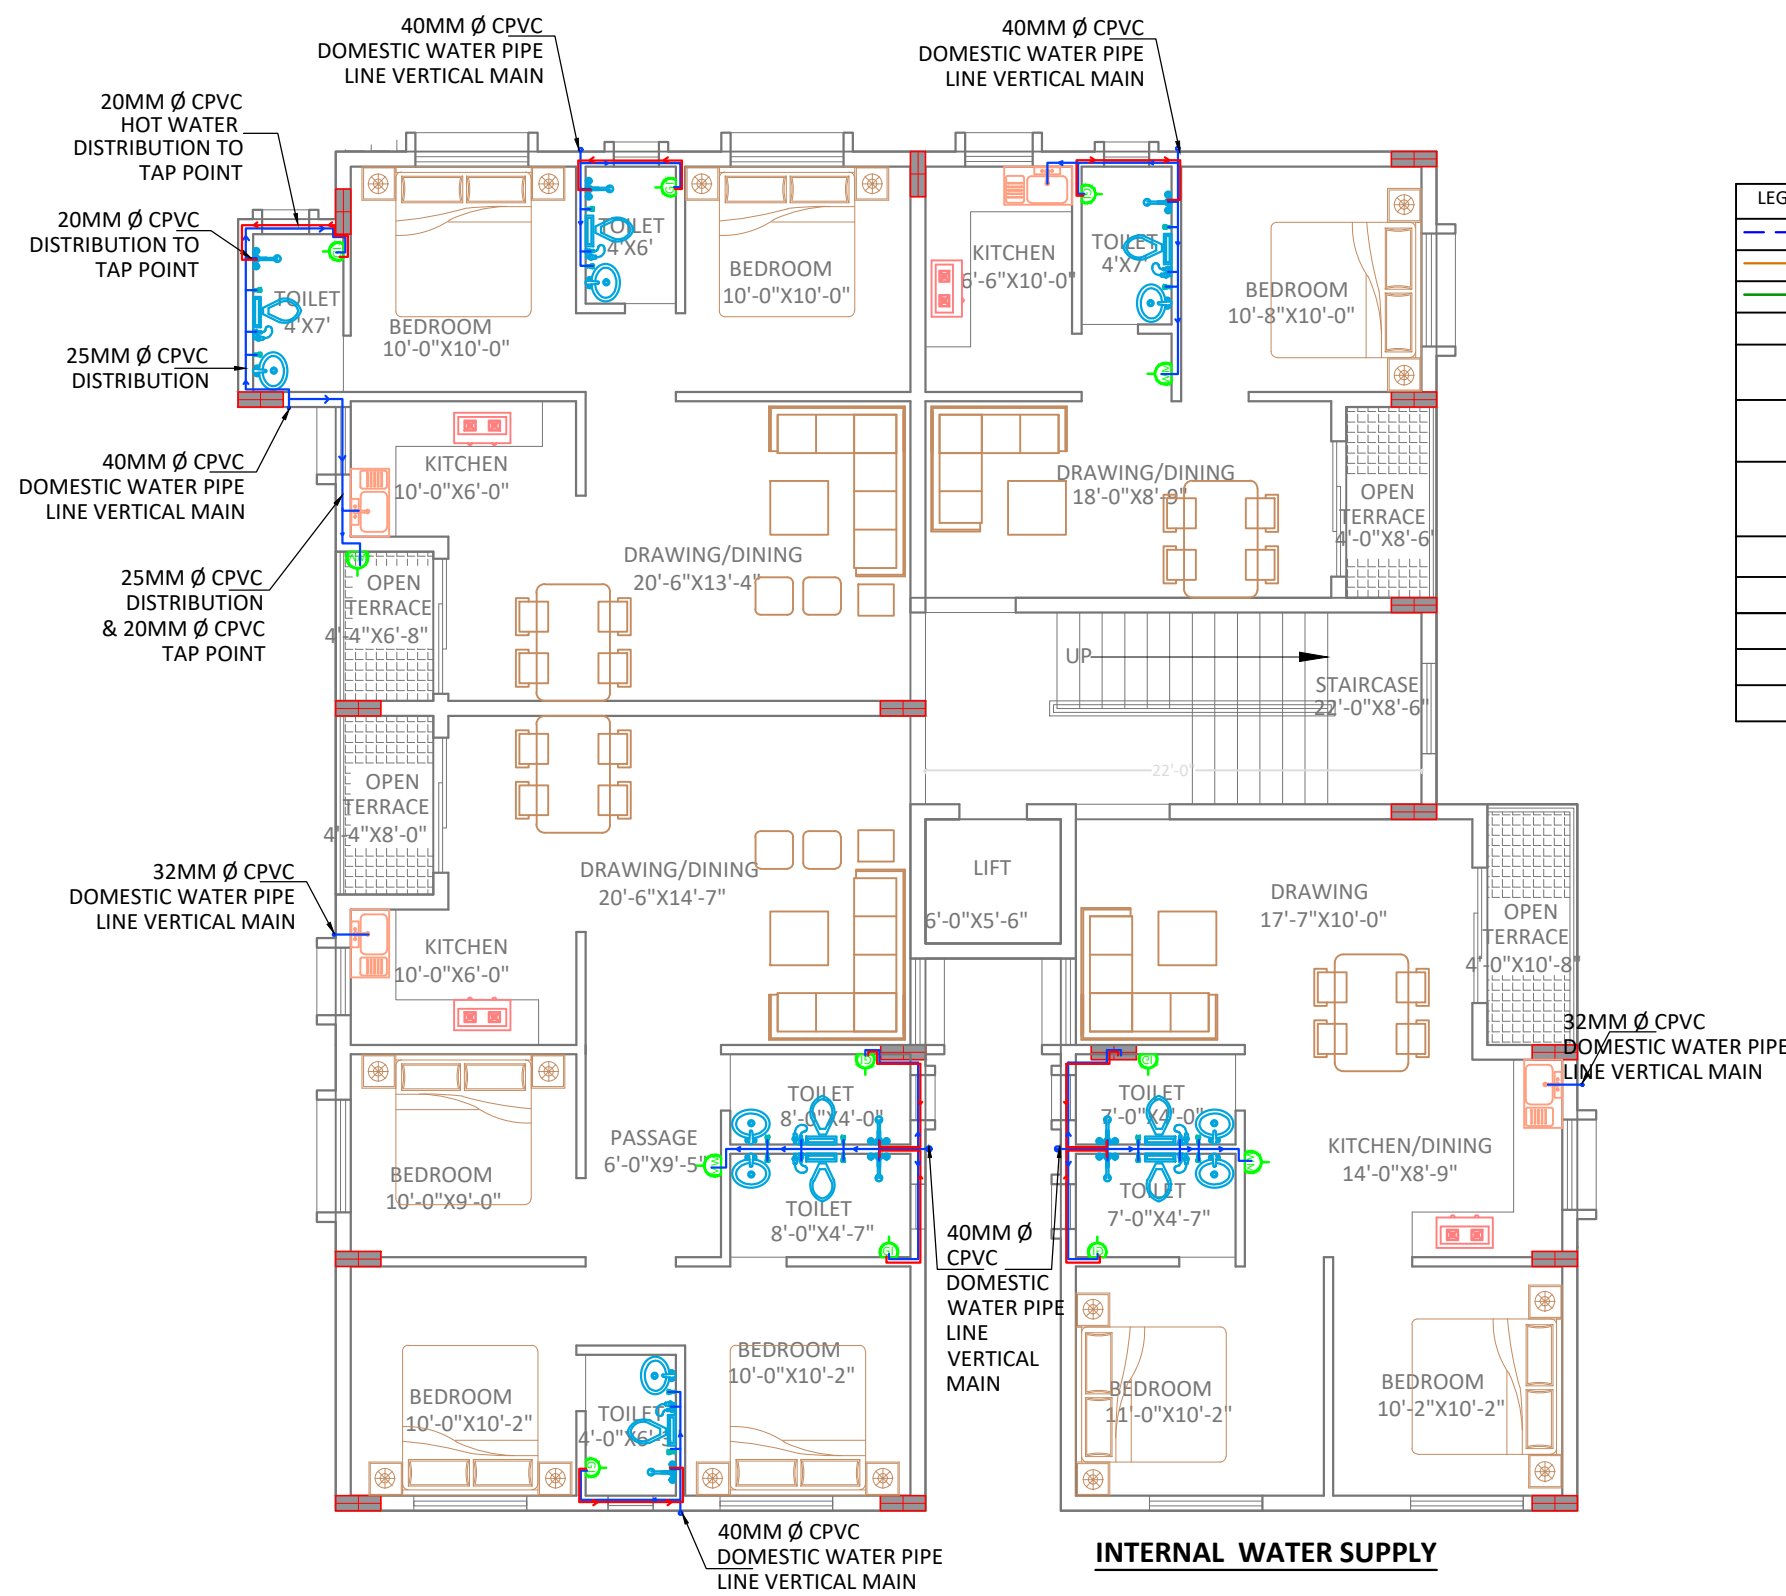 40MM Ø CPVC
DOMESTIC WATER PIPE
LINE VERTICAL MAIN
40MM Ø CPVC
DOMESTIC WATER PIPE
LINE VERTICAL MAIN
20MM Ø CPVC
HOT WATER
DISTRIBUTION TO
TAP POINT
20MM Ø CPVC
DISTRIBUTION TO
TAP POINT
25MM Ø CPVC
DISTRIBUTION
40MM Ø CPVC
DOMESTIC WATER PIPE
LINE VERTICAL MAIN
25MM Ø CPVC
DISTRIBUTION
& 20MM Ø CPVC
TAP POINT
TOILET
4'X7'
BEDROOM
10'-0"X10'-0"
TOILET
4'X6'
BEDROOM
10'-0"X10'-0"
KITCHEN
6'-6"X10'-0"
TOILET
4'X7'
BEDROOM
10'-8"X10'-0"
LEG
KITCHEN
10'-0"X6'-0"
DRAWING/DINING
20'-6"X13'-4"
OPEN
TERRACE
4'-4"X6'-8"
DRAWING/DINING
18'-0"X8'-9"
OPEN
TERRACE
4'-0"X8'-6"
UP
STAIRCASE
22'-0"X8'-6"
22'-0"
OPEN
TERRACE
4'-4"X8'-0"
DRAWING/DINING
20'-6"X14'-7"
LIFT
6'-0"X5'-6"
DRAWING
17'-7"X10'-0"
OPEN
TERRACE
4'-0"X10'-8"
32MM Ø CPVC
DOMESTIC WATER PIPE
LINE VERTICAL MAIN
KITCHEN
10'-0"X6'-0"
32MM Ø CPVC
DOMESTIC WATER PIPE
LINE VERTICAL MAIN
TOILET
8'-0"X4'-0"
PASSAGE
6'-0"X9'-5"
TOILET
8'-0"X4'-7"
BEDROOM
10'-0"X9'-0"
TOILET
7'-0"X4'-0"
TOILET
7'-0"X4'-7"
KITCHEN/DINING
14'-0"X8'-9"
40MM Ø
CPVC
DOMESTIC
WATER PIPE
LINE
VERTICAL
MAIN
BEDROOM
10'-0"X10'-2"
BEDROOM
10'-0"X10'-2"
TOILET
BEDROOM
11'-0"X10'-2"
BEDROOM
10'-2"X10'-2"
40MM Ø CPVC
DOMESTIC WATER PIPE
LINE VERTICAL MAIN
INTERNAL WATER SUPPLY